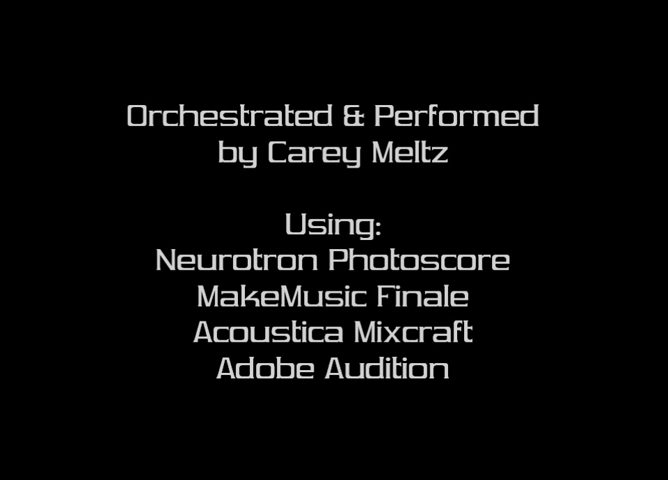 Orchestrated & Performed
by Carey Meltz
Using:
Neurotron Photoscore
MakeMusic Finale
Acoustica Mixcraft
Adobe Audition